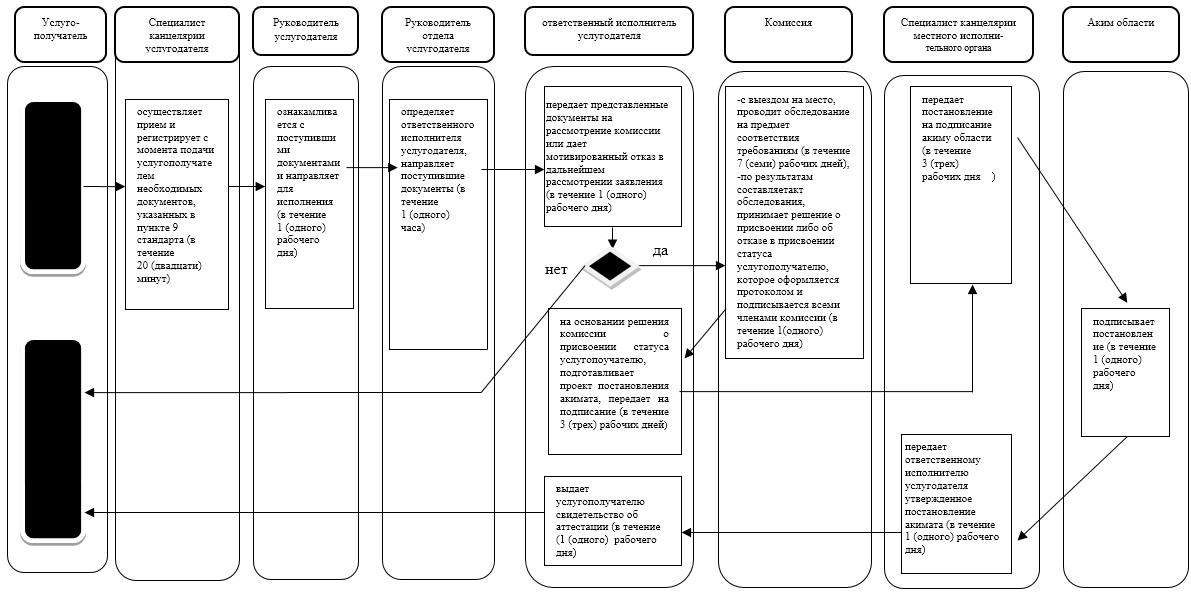 Услуго-
получатель
Специалист
канцелярии
услугодателя
Руководитель
услугодателя
Руководитель
отдела
услугодателя
ответственный исполнитель
услугодателя
Комиссия
Специалист канцелярии
местного исполни-
тельного органа
Аким области
осуществляет
прием и
регистрирует с
момента подачи
услугополучате
лем
необходимых
документов,
указанных в
пункте 9
стандарта (в
течение
20 (двадцати)
минут)
ознакамлива
ется с
поступивши
ми
документами
и направляет
для
исполнения
(в течение
1 (одного)
рабочего
дня)
определяет
ответственного
исполнителя
услугодателя,
направляет
поступившие
документы (в
течение
1 (одного)
часа)
передает представленные
документы на
рассмотрение комиссии
или дает
мотивированный отказ в
дальнейшем
рассмотрении заявления
(в течение 1 (одного)
рабочего дня)
нет
да
на основании решения
комиссии о
присвоении статуса
услугопоучателю,
подготавливает
проект постановления
акимата, передает на
подписание (в течение
3 (трех) рабочих дней)
выдает
услугополучателю
свидетельство об
аттестации (в течение
(1 (одного) рабочего
дня)
-с выездом на место,
проводит обследование
на предмет
соответствия
требованиям (в течение
7 (семи) рабочих дней),
-по результатам
составляетакт
обследования,
принимает решение о
присвоении либо об
отказе в присвоении
статуса
услугополучателю,
которое оформляется
протоколом и
подписывается всеми
членами комиссии (в
течение 1(одного)
рабочего дня)
передает
постановление
на подписание
акиму области
(в течение
3 (трех)
рабочих дня )
передает
ответственному
исполнителю
услугодателя
утвержденное
постановление
акимата (в течение
1 (одного) рабочего
дня)
подписывает
постановлен
ие (в течение
1 (одного)
рабочего
дня)